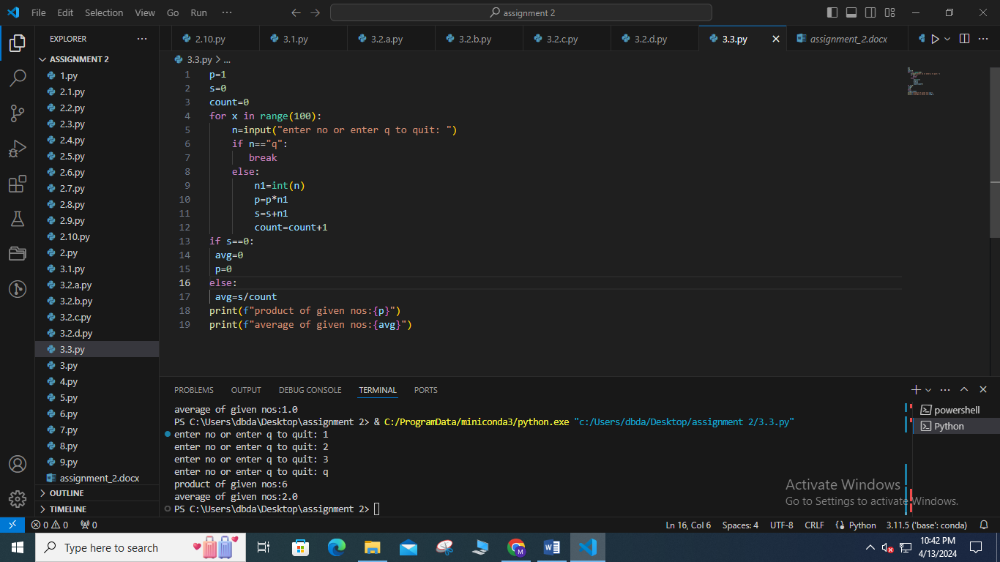 File Edit Selection View Go Run ··· assignment 2
EXPLORER ···
ASSIGNMENT 2
1.py
2.1.py
2.2.py
2.3.py
2.4.py
2.5.py
2.6.py
2.7.py
2.8.py
2.9.py
2.10.py
2.py
3.1.py
3.2.a.py
3.2.b.py
3.2.c.py
3.2.d.py
3.3.py
3.py
4.py
5.py
6.py
7.py
8.py
9.py
assignment_2.docx
OUTLINE
TIMELINE
2.10.py 3.1.py 3.2.a.py 3.2.b.py 3.2.c.py 3.2.d.py 3.3.py assignment_2.docx
3.3.py > ...
1 p=1
2 s=0
3 count=0
4 for x in range(100):
5 n=input("enter no or enter q to quit: ")
6 if n=="q":
7 break
8 else:
9 n1=int(n)
10 p=p*n1
11 s=s+n1
12 count=count+1
13 if s==0:
14 avg=0
15 p=0
16 else:
17 avg=s/count
18 print(f"product of given nos:{p}")
19 print(f"average of given nos:{avg}")
PROBLEMS OUTPUT DEBUG CONSOLE TERMINAL PORTS
average of given nos:1.0
PS C:\Users\dbda\Desktop\assignment 2> & C:/ProgramData/miniconda3/python.exe "c:/Users/dbda/Desktop/assignment 2/3.3.py"
enter no or enter q to quit: 1
enter no or enter q to quit: 2
enter no or enter q to quit: 3
enter no or enter q to quit: q
product of given nos:6
average of given nos:2.0
PS C:\Users\dbda\Desktop\assignment 2>
powershell
Python
Activate Windows
Go to Settings to activate Windows.
0 0 0 Ln 16, Col 6 Spaces: 4 UTF-8 CRLF Python 3.11.5 ('base': conda)
Type here to search
10:42 PM
4/13/2024